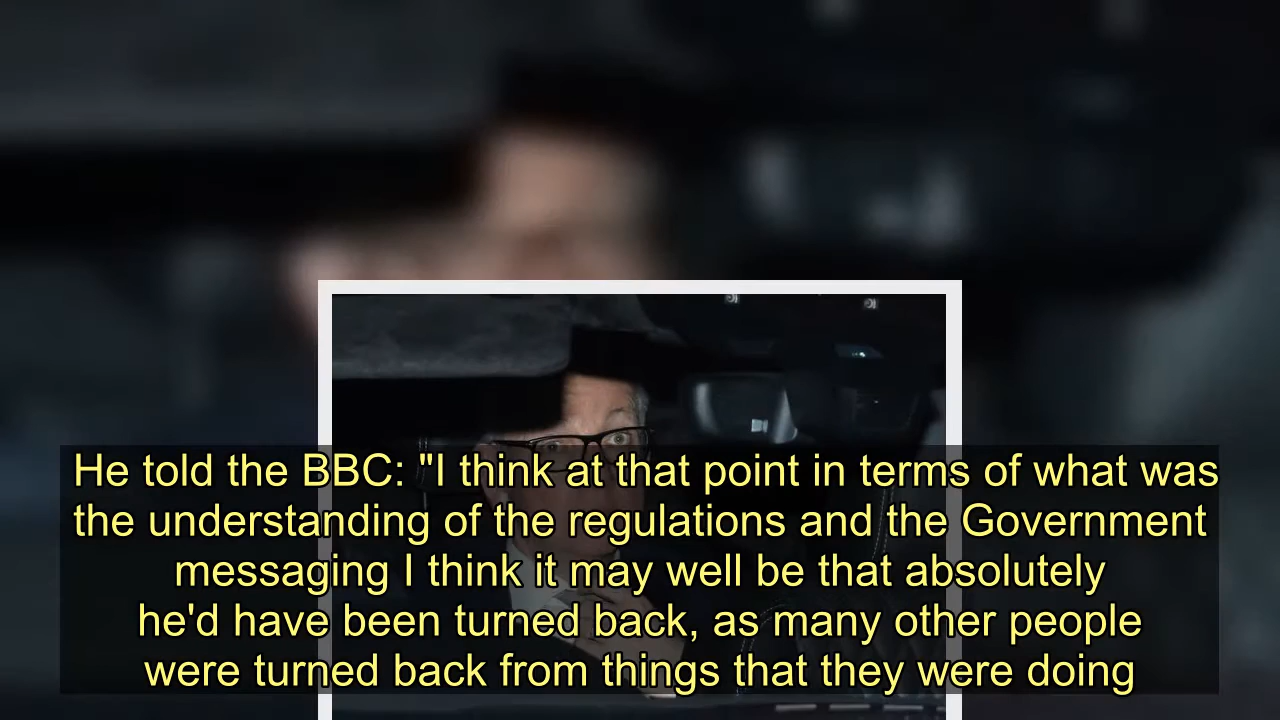 He told the BBC: "I think at that point in terms of what was
the understanding of the regulations and the Government
messaging I think it may well be that absolutely
he'd have been turned back, as many other people
were turned back from things that they were doing